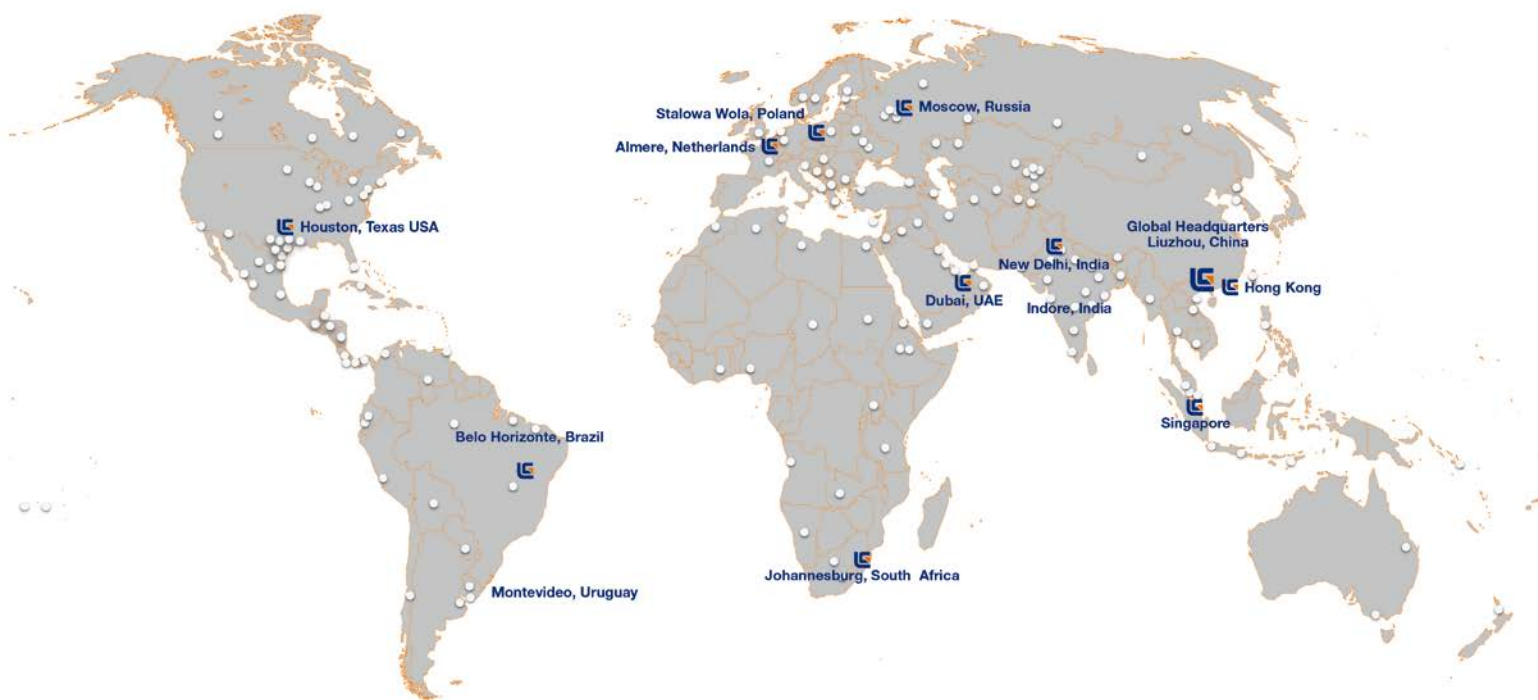 Stalowa Wola, Poland
Moscow, Russia
Almere, Netherlands
Houston, Texas USA
Global Headquarters
Liuzhou, China
New Delhi, India
Hong Kong
Dubai, UAE
Indore, India
Singapore
Belo Horizonte, Brazil
Johannesburg, South Africa
Montevideo, Uruguay